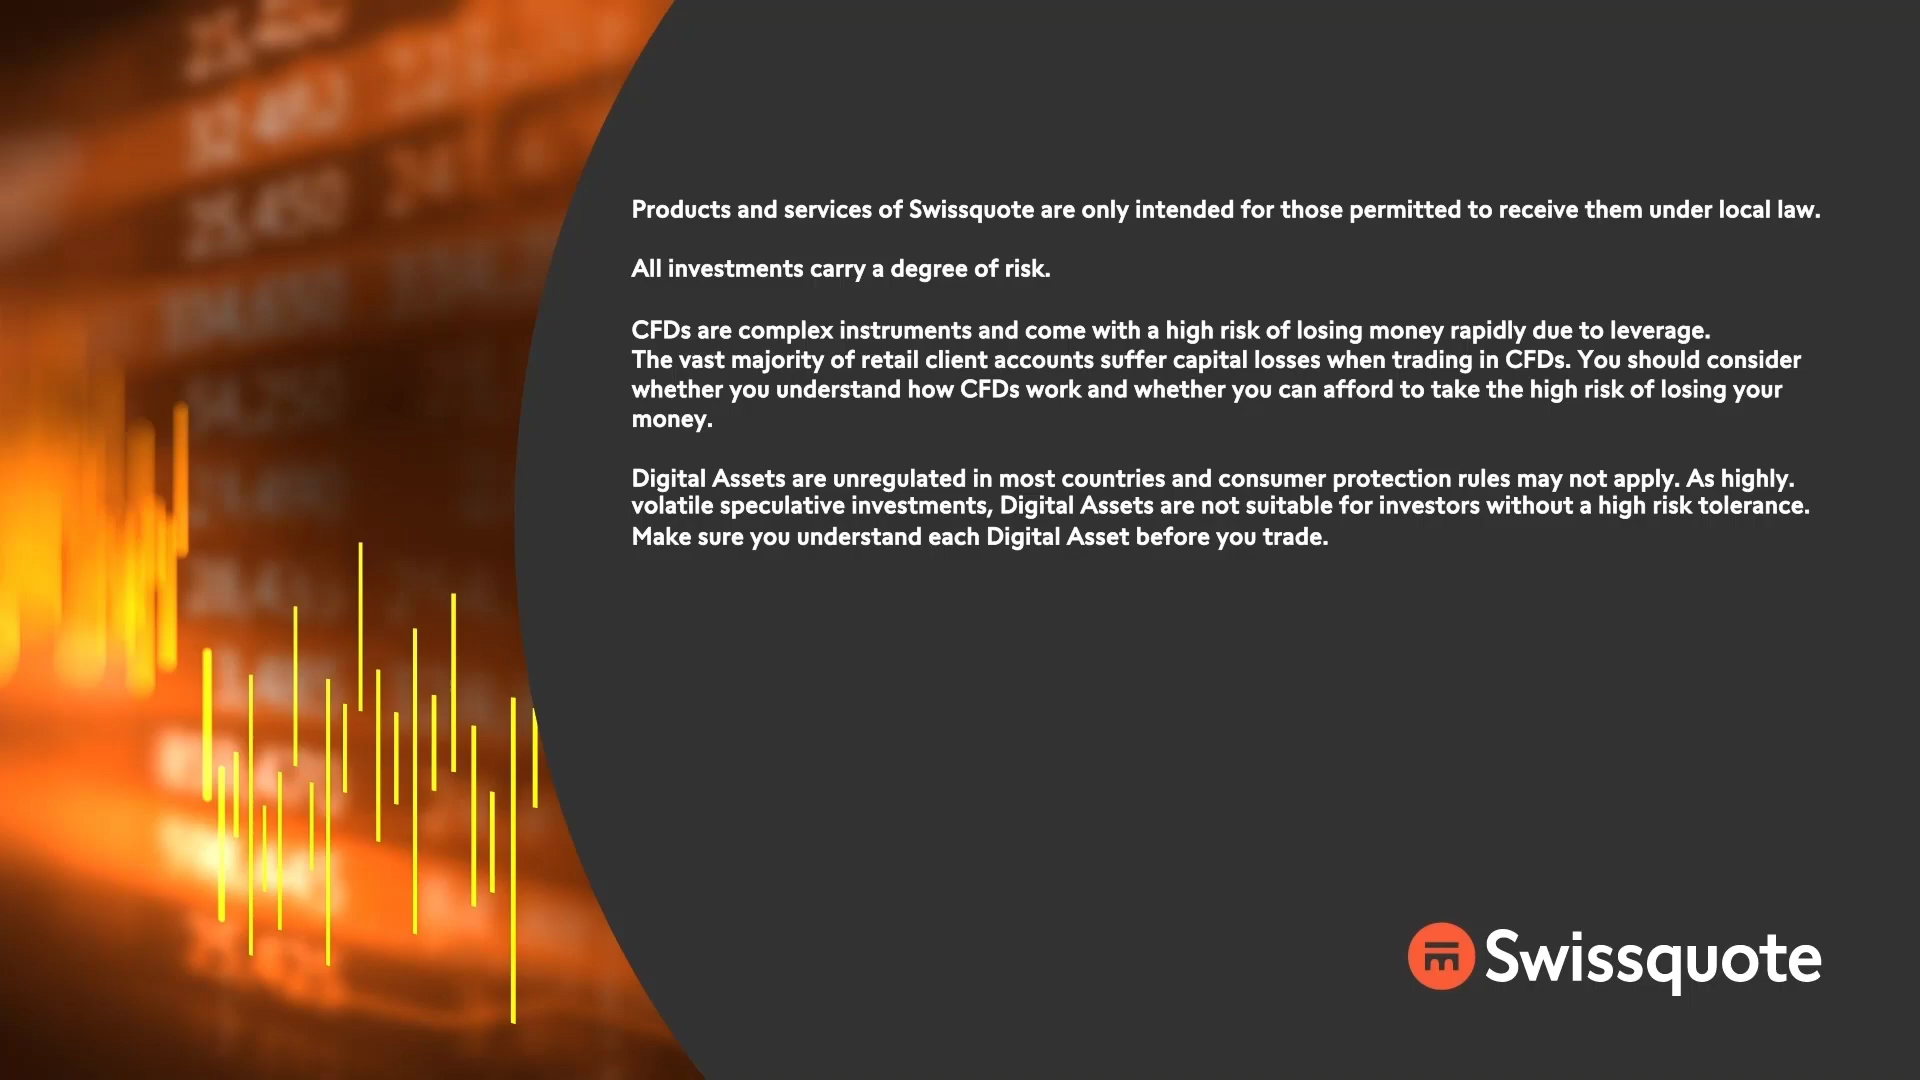 Products and services of Swissquote are only intended for those permitted to receive them under local law.
All investments carry a degree of risk.
CFDs are complex instruments and come with a high risk of losing money rapidly due to leverage.
The vast majority of retail client accounts suffer capital losses when trading in CFDs. You should consider
whether you understand how CFDs work and whether you can afford to take the high risk of losing your
money.
Digital Assets are unregulated in most countries and consumer protection rules may not apply. As highly.
volatile speculative investments, Digital Assets are not suitable for investors without a high risk tolerance.
Make sure you understand each Digital Asset before you trade.
Swissquote